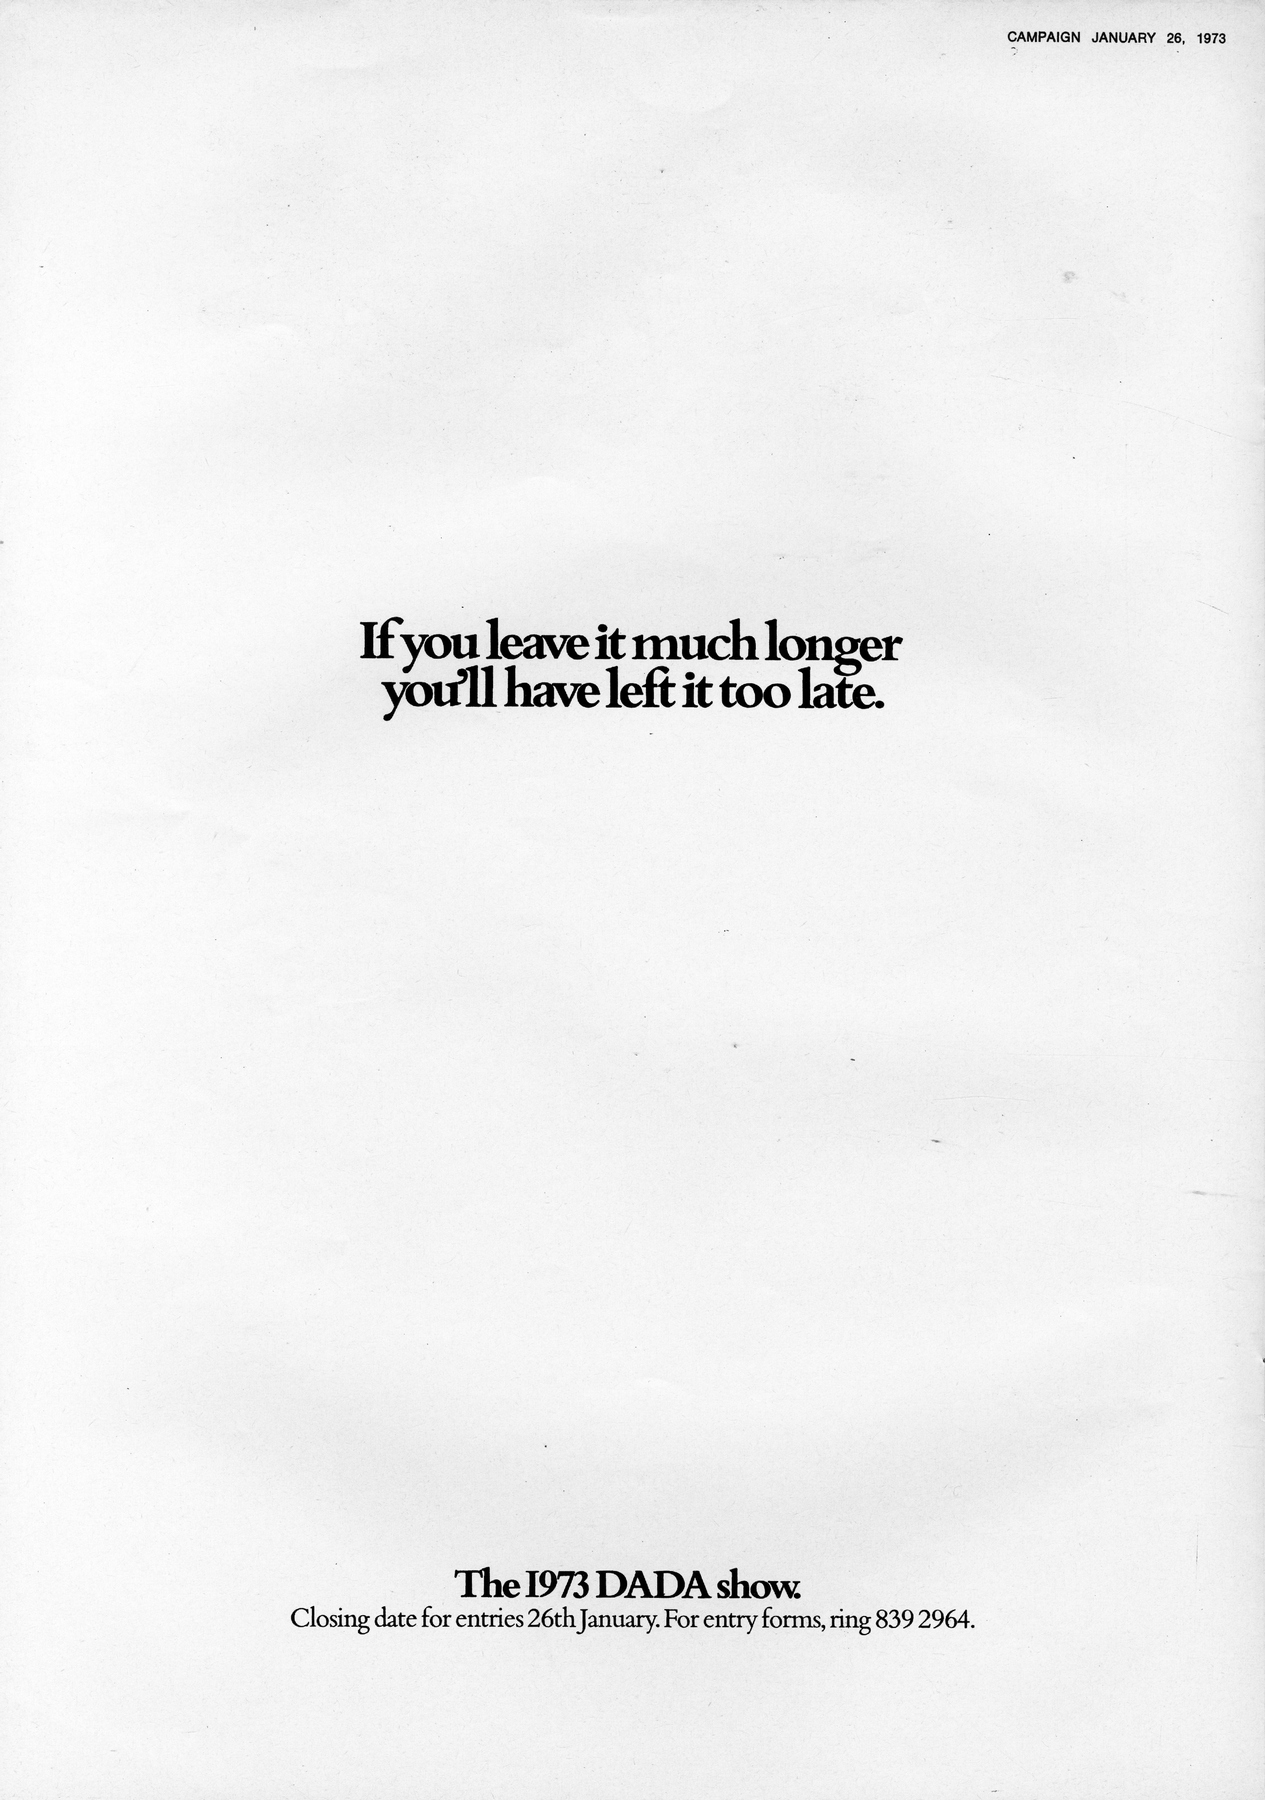 CAMPAIGN JANUARY 26, 1973
If you leave it much longer
you'll have left it too late.
The 1973 DADA show.
Closing date for entries 26th January. For entry forms, ring 839 2964.